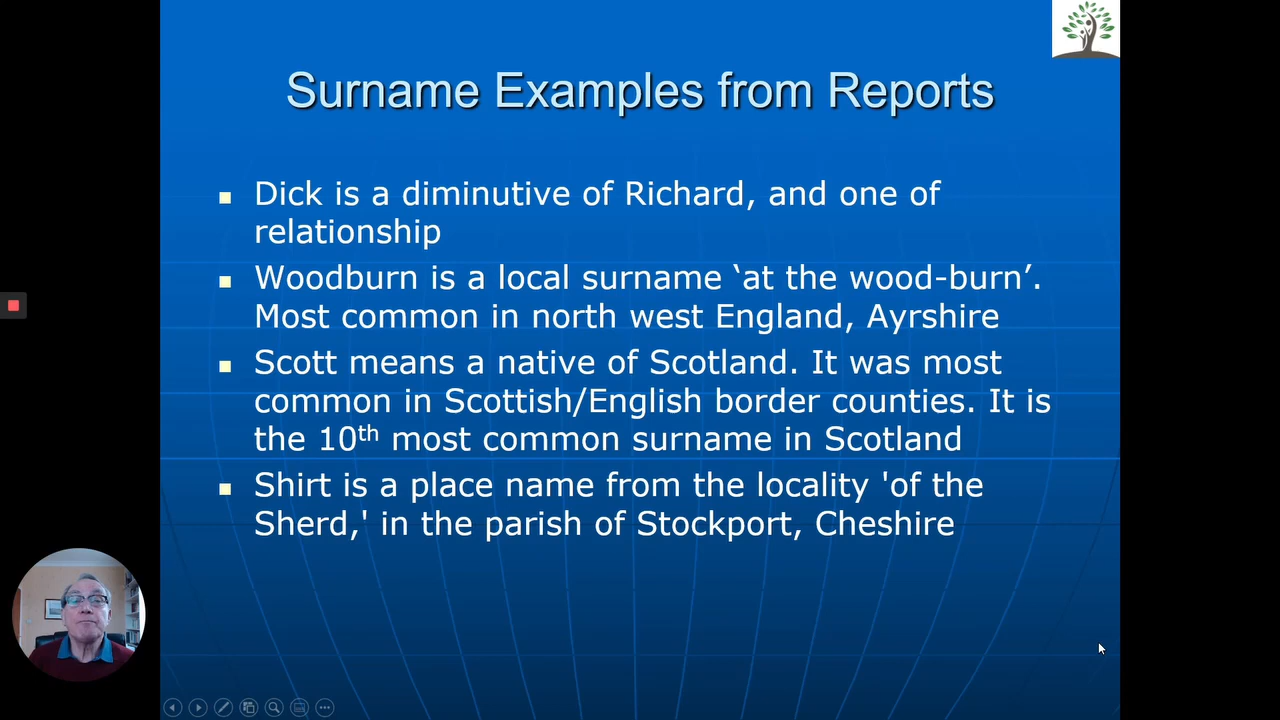 Surname Examples from Reports
Dick is a diminutive of Richard, and one of
relationship
Woodburn is a local surname ‘at the wood-burn’.
Most common in north west England, Ayrshire
Scott means a native of Scotland. It was most
common in Scottish/English border counties. It is
the 10th most common surname in Scotland
Shirt is a place name from the locality 'of the
Sherd,' in the parish of Stockport, Cheshire